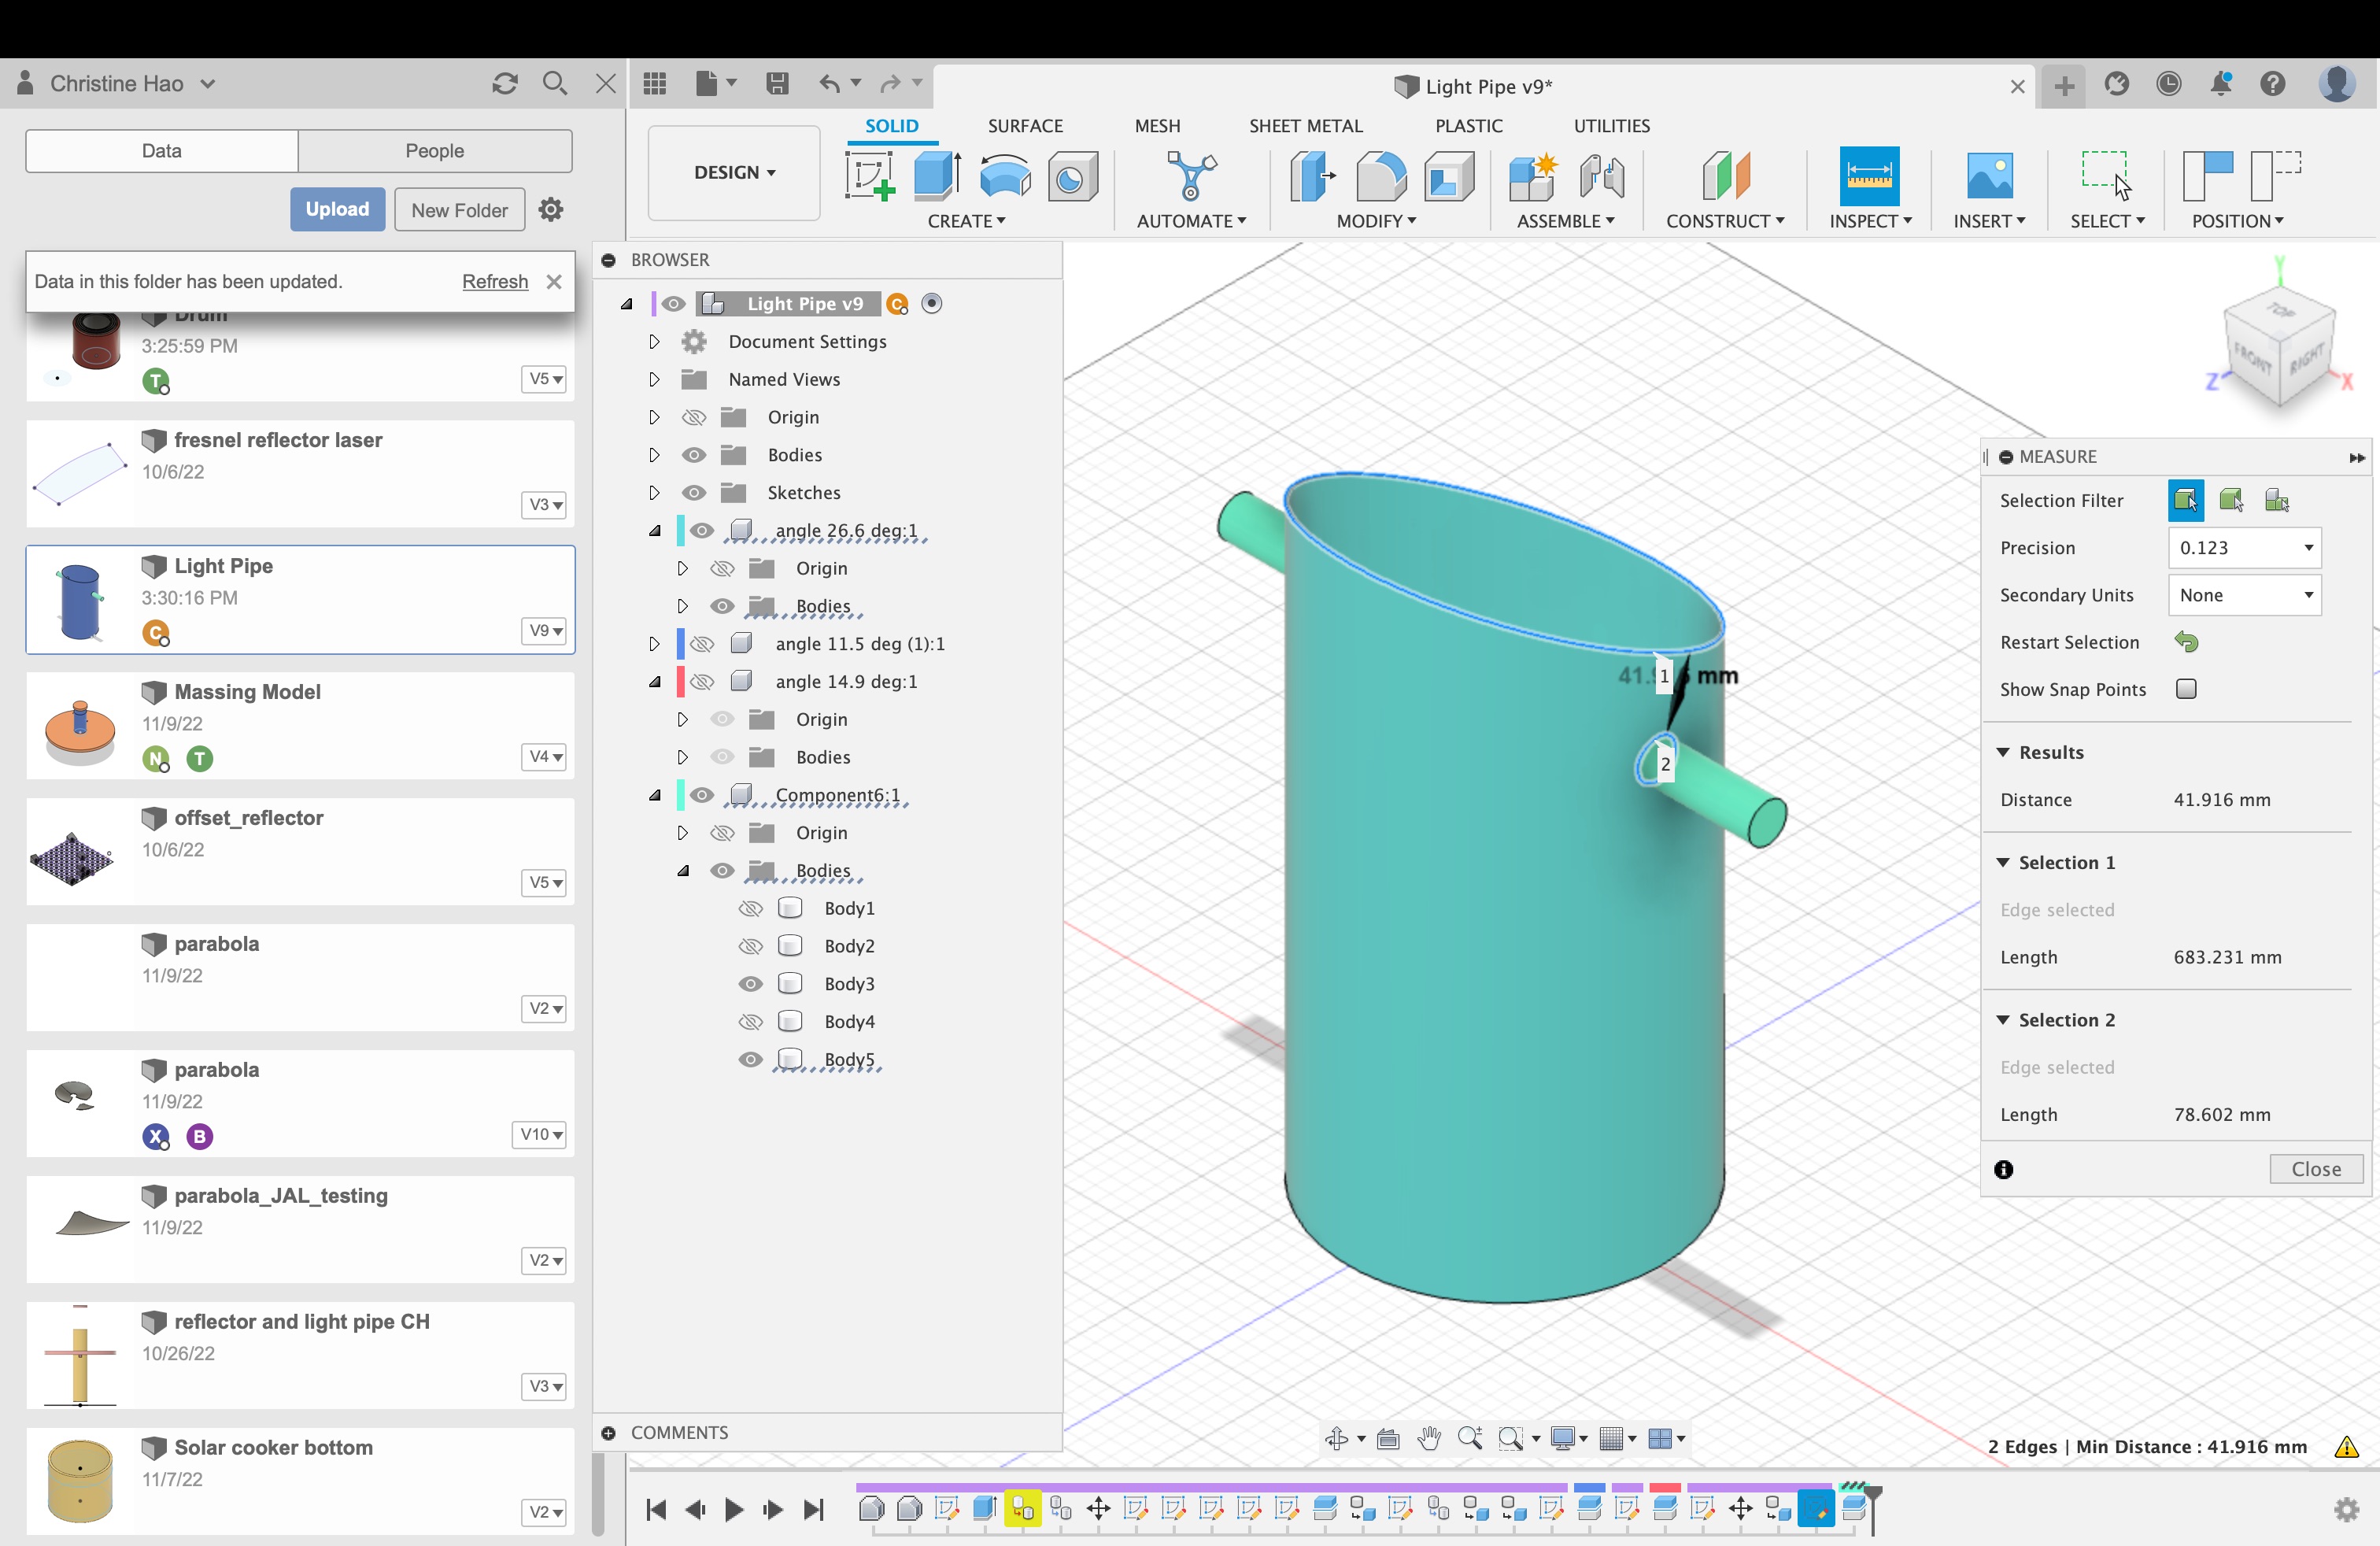 Christine Hao
Light Pipe v9*
Data
People
Upload
New Folder
Data in this folder has been updated.
Refresh
Drum
3:25:59 PM
T
V5
fresnel reflector laser
10/6/22
V3
Light Pipe
3:30:16 PM
C
V9
Massing Model
11/9/22
N
T
V4
offset_reflector
10/6/22
V5
parabola
11/9/22
V2
parabola
11/9/22
X
B
V10
parabola_JAL_testing
11/9/22
V2
reflector and light pipe CH
10/26/22
V3
Solar cooker bottom
11/7/22
V2
DESIGN
SOLID
SURFACE
MESH
SHEET METAL
PLASTIC
UTILITIES
CREATE
AUTOMATE
MODIFY
ASSEMBLE
CONSTRUCT
INSPECT
INSERT
SELECT
POSITION
BROWSER
Light Pipe v9
C
Document Settings
Named Views
Origin
Bodies
Sketches
angle 26.6 deg:1
Origin
Bodies
angle 11.5 deg (1):1
angle 14.9 deg:1
Origin
Bodies
Component6:1
Origin
Bodies
Body1
Body2
Body3
Body4
Body5
COMMENTS
Y
TOP
FRONT
RIGHT
Z
X
1
mm
2
MEASURE
Selection Filter
Precision
0.123
Secondary Units
None
Restart Selection
Show Snap Points
Results
Distance
41.916 mm
Selection 1
Edge selected
Length
683.231 mm
Selection 2
Edge selected
Length
78.602 mm
Close
2 Edges | Min Distance : 41.916 mm